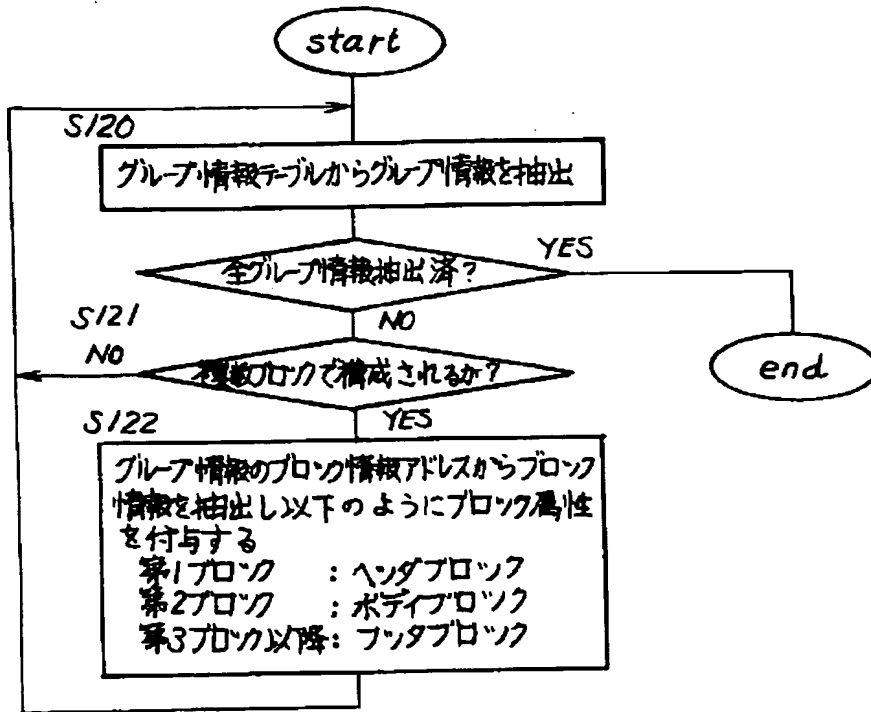 start
S120
グループ情報テーブルからグループ情報を抽出
全グループ情報抽出済?
YES
S121
NO
NO
複数ブロックで構成されるか?
end
S122
YES
グループ情報のブロック情報アドレスからブロック
情報を抽出し以下のようにブロック属性
を付与する
第1ブロック : ヘッダブロック
第2ブロック : ボディブロック
第3ブロック以降: フッタブロック